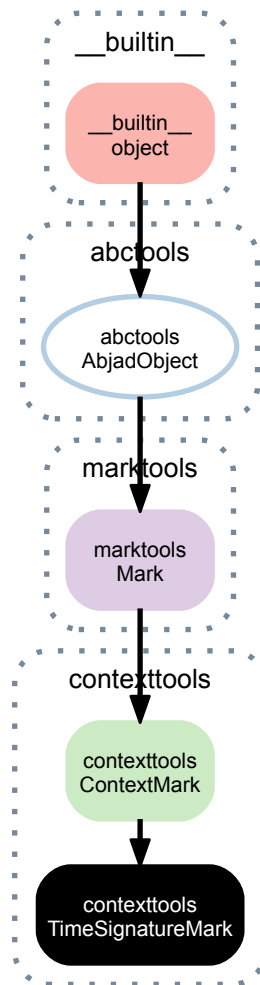 __builtin__
__builtin__
object
abctools
abctools
AbjadObject
marktools
marktools
Mark
contexttools
contexttools
ContextMark
contexttools
TimeSignatureMark